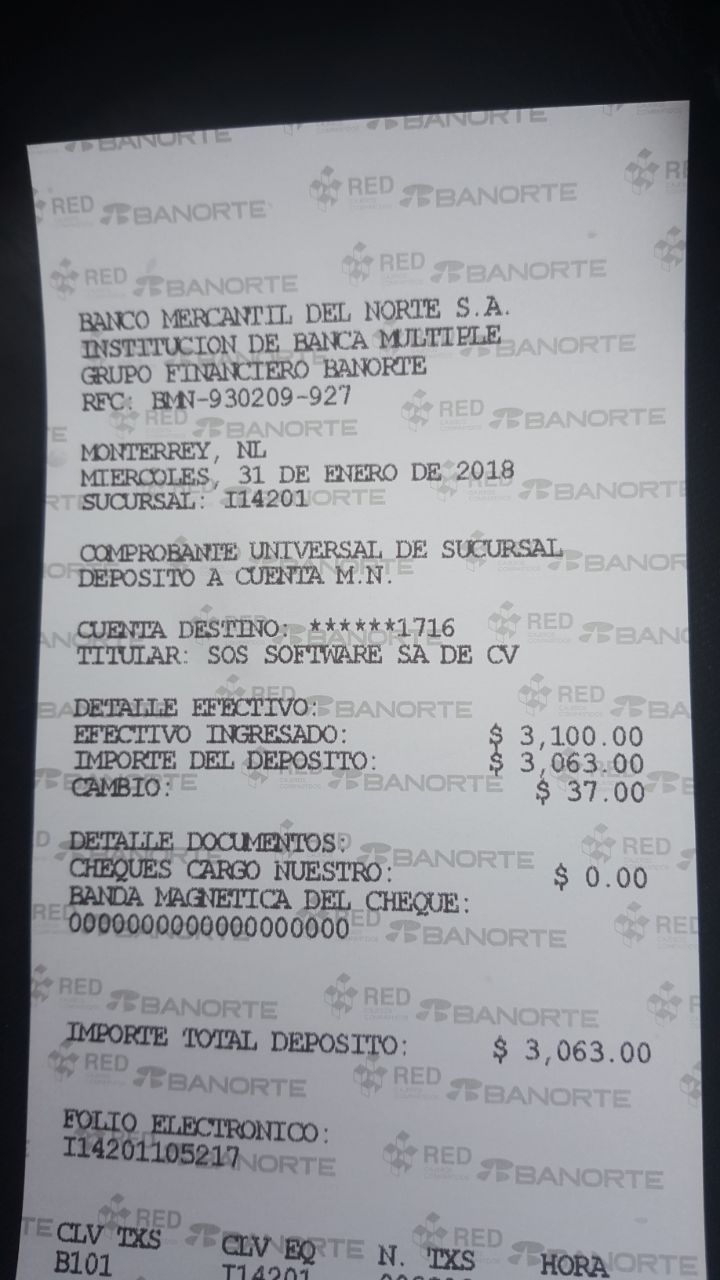 BANCO MERCANTIL DEL NORTE S.A.
INSTITUCION DE BANCA MULTIPLE
GRUPO FINANCIERO BANORTE
RFC: BMN-930209-927
MONTERREY, NL
MIERCOLES, 31 DE ENERO DE 2018
SUCURSAL: I14201
COMPROBANTE UNIVERSAL DE SUCURSAL
DEPOSITO A CUENTA M.N.
CUENTA DESTINO: ******1716
TITULAR: SOS SOFTWARE SA DE CV
DETALLE EFECTIVO:
EFECTIVO INGRESADO: $ 3,100.00
IMPORTE DEL DEPOSITO: $ 3,063.00
CAMBIO: $ 37.00
DETALLE DOCUMENTOS:
CHEQUES CARGO NUESTRO: $ 0.00
BANDA MAGNETICA DEL CHEQUE:
00000000000000000000
IMPORTE TOTAL DEPOSITO: $ 3,063.00
FOLIO ELECTRONICO:
I14201105217
CLV TXS CLV EQ N. TXS HORA
B101 I14201